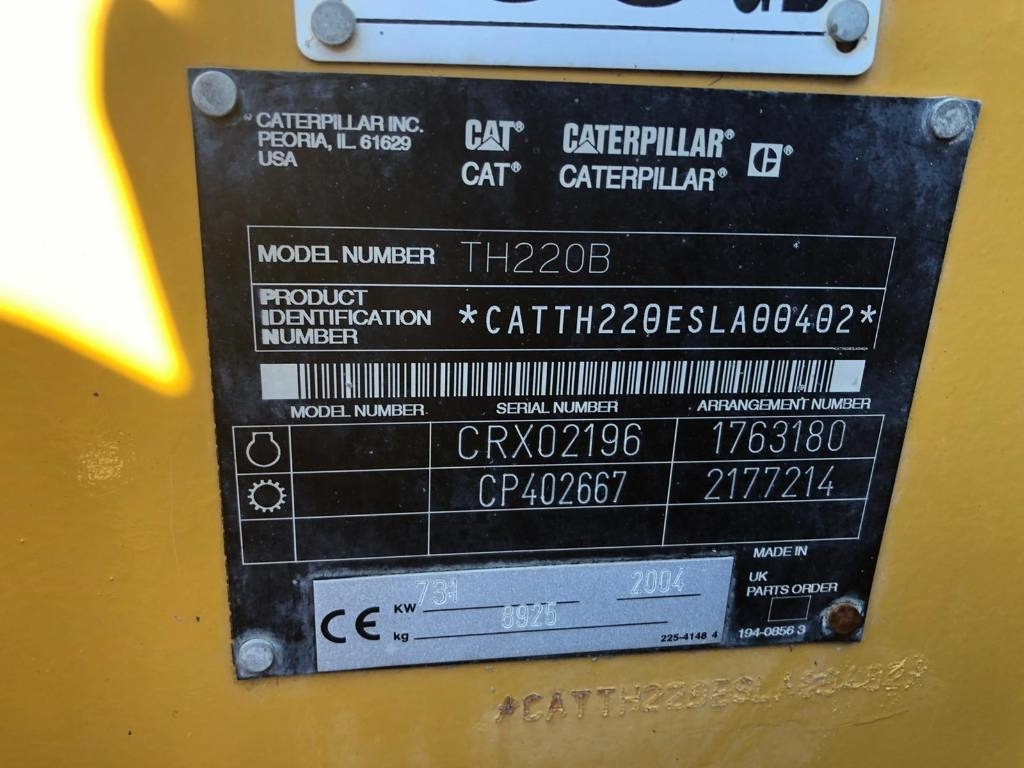 CATERPILLAR INC.
PEORIA, IL 61629
USA
CAT® CATERPILLAR® C®
CAT® CATERPILLAR®
MODEL NUMBER TH220B
PRODUCT
IDENTIFICATION
NUMBER
*CATTH220ESLA00402*
MODEL NUMBER SERIAL NUMBER ARRANGEMENT NUMBER
CRX02196 1763180
CP402667 2177214
MADE IN
UK
PARTS ORDER
194-0856 3
CE KW 73.1 2004
kg 8925
225-4148 4
*CATTH220ESLA00402*